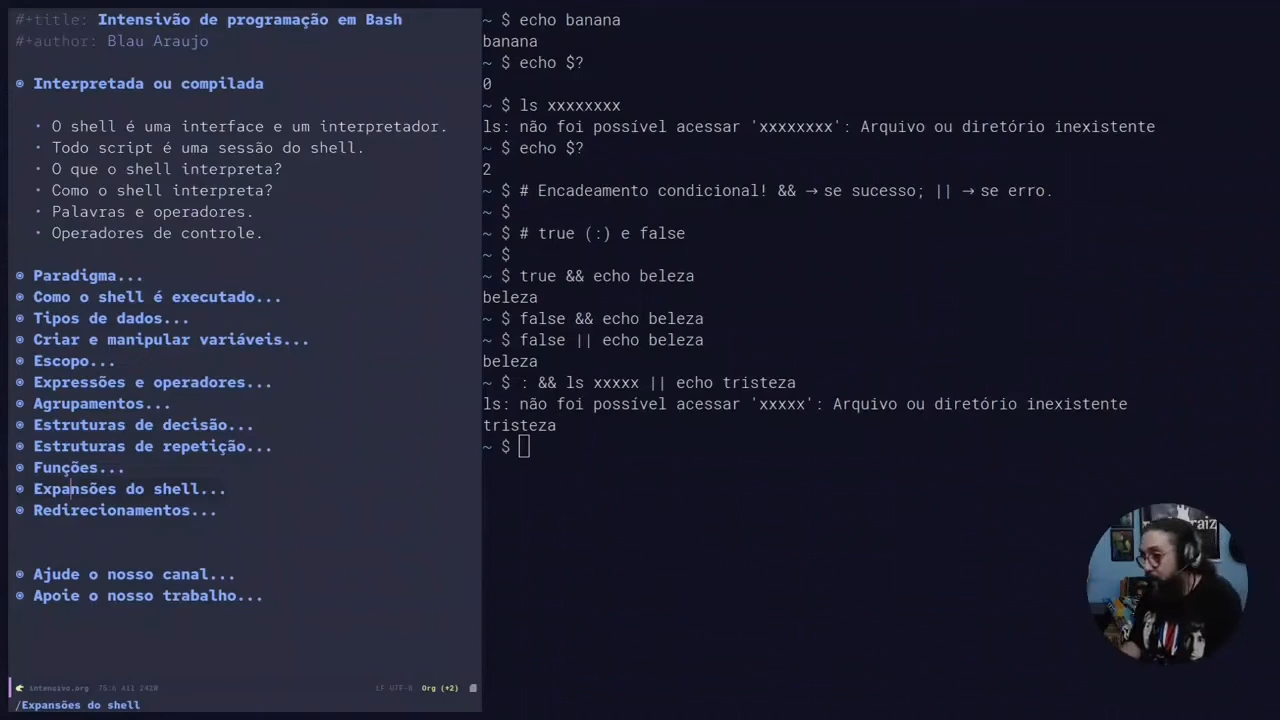 #+title: Intensivão de programação em Bash
#+author: Blau Araujo
Interpretada ou compilada
• O shell é uma interface e um interpretador.
• Todo script é uma sessão do shell.
• O que o shell interpreta?
• Como o shell interpreta?
• Palavras e operadores.
• Operadores de controle.
Paradigma...
Como o shell é executado...
Tipos de dados...
Criar e manipular variáveis...
Escopo...
Expressões e operadores...
Agrupamentos...
Estruturas de decisão...
Estruturas de repetição...
Funções...
Expansões do shell...
Redirecionamentos...
Ajude o nosso canal...
Apoie o nosso trabalho...
intensivo.org 75:6 All 2420 LF UTF-8 Org (+2)
/Expansões do shell
~ $ echo banana
banana
~ $ echo $?
0
~ $ ls xxxxxxxx
ls: não foi possível acessar 'xxxxxxxx': Arquivo ou diretório inexistente
~ $ echo $?
2
~ $ # Encadeamento condicional! && → se sucesso; || → se erro.
~ $
~ $ # true (:) e false
~ $
~ $ true && echo beleza
beleza
~ $ false && echo beleza
~ $ false || echo beleza
beleza
~ $ : && ls xxxxx || echo tristeza
ls: não foi possível acessar 'xxxxx': Arquivo ou diretório inexistente
tristeza
~ $
raiz